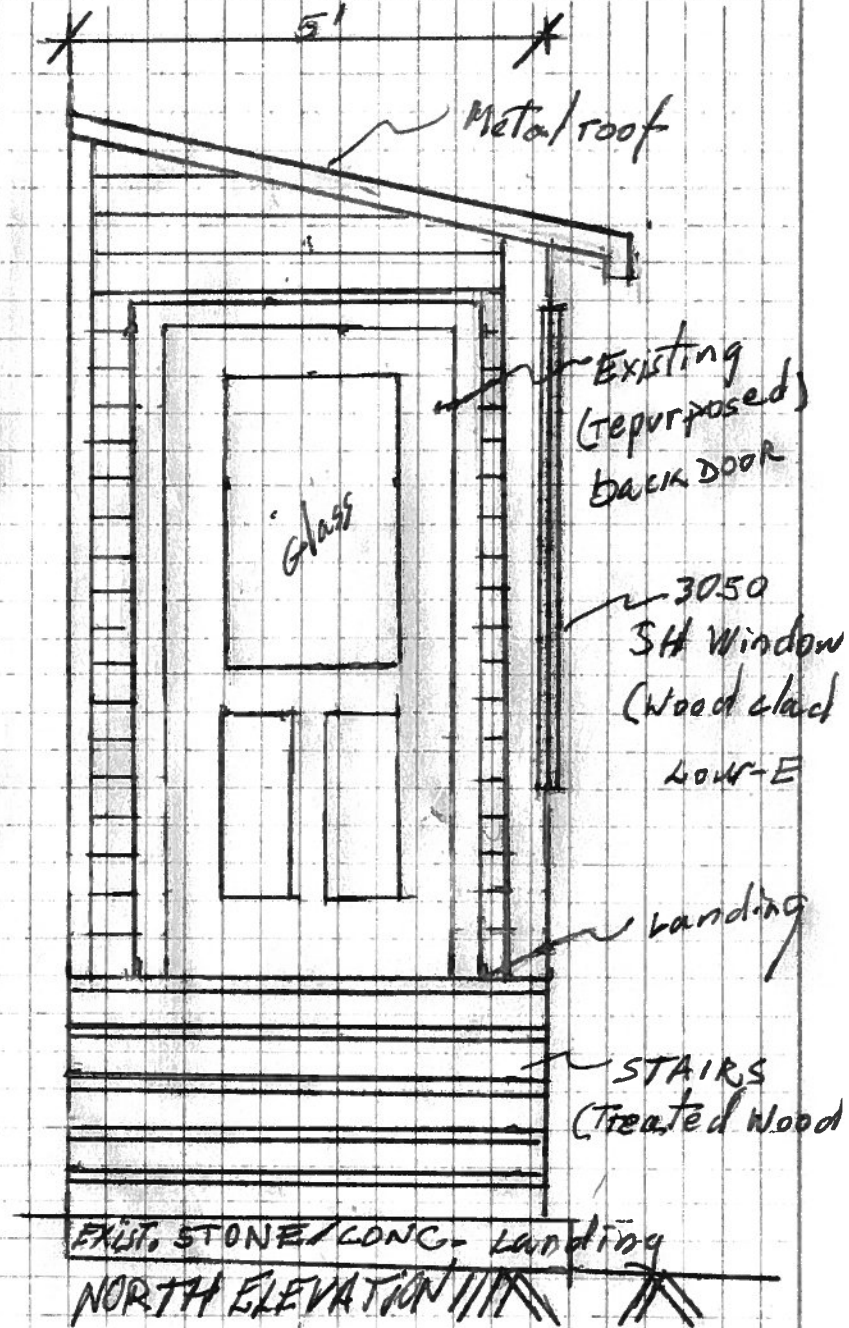 5'
Metal roof
Existing
(repurposed)
back DOOR
Glass
3050
SH Window
(Wood clad
Low-E
Landing
STAIRS
(Treated Wood
EXIST. STONE/CONC- Landing
NORTH ELEVATION